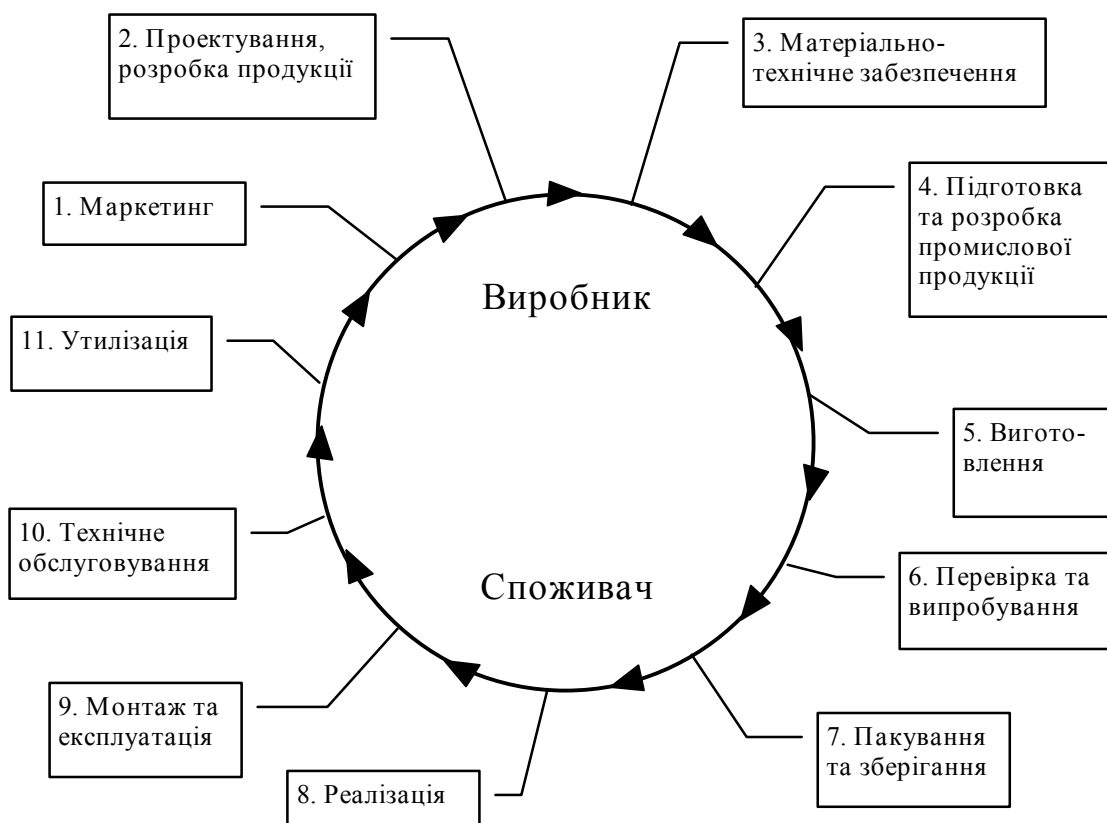 2. Проектування,
розробка продукції
3. Матеріально-
технічне забезпечення
1. Маркетинг
4. Підготовка
та розробка
промислової
продукції
Виробник
11. Утилізація
5. Вигото-
влення
10. Технічне
обслуговування
Споживач
6. Перевірка та
випробування
9. Монтаж та
експлуатація
7. Пакування
та зберігання
8. Реалізація